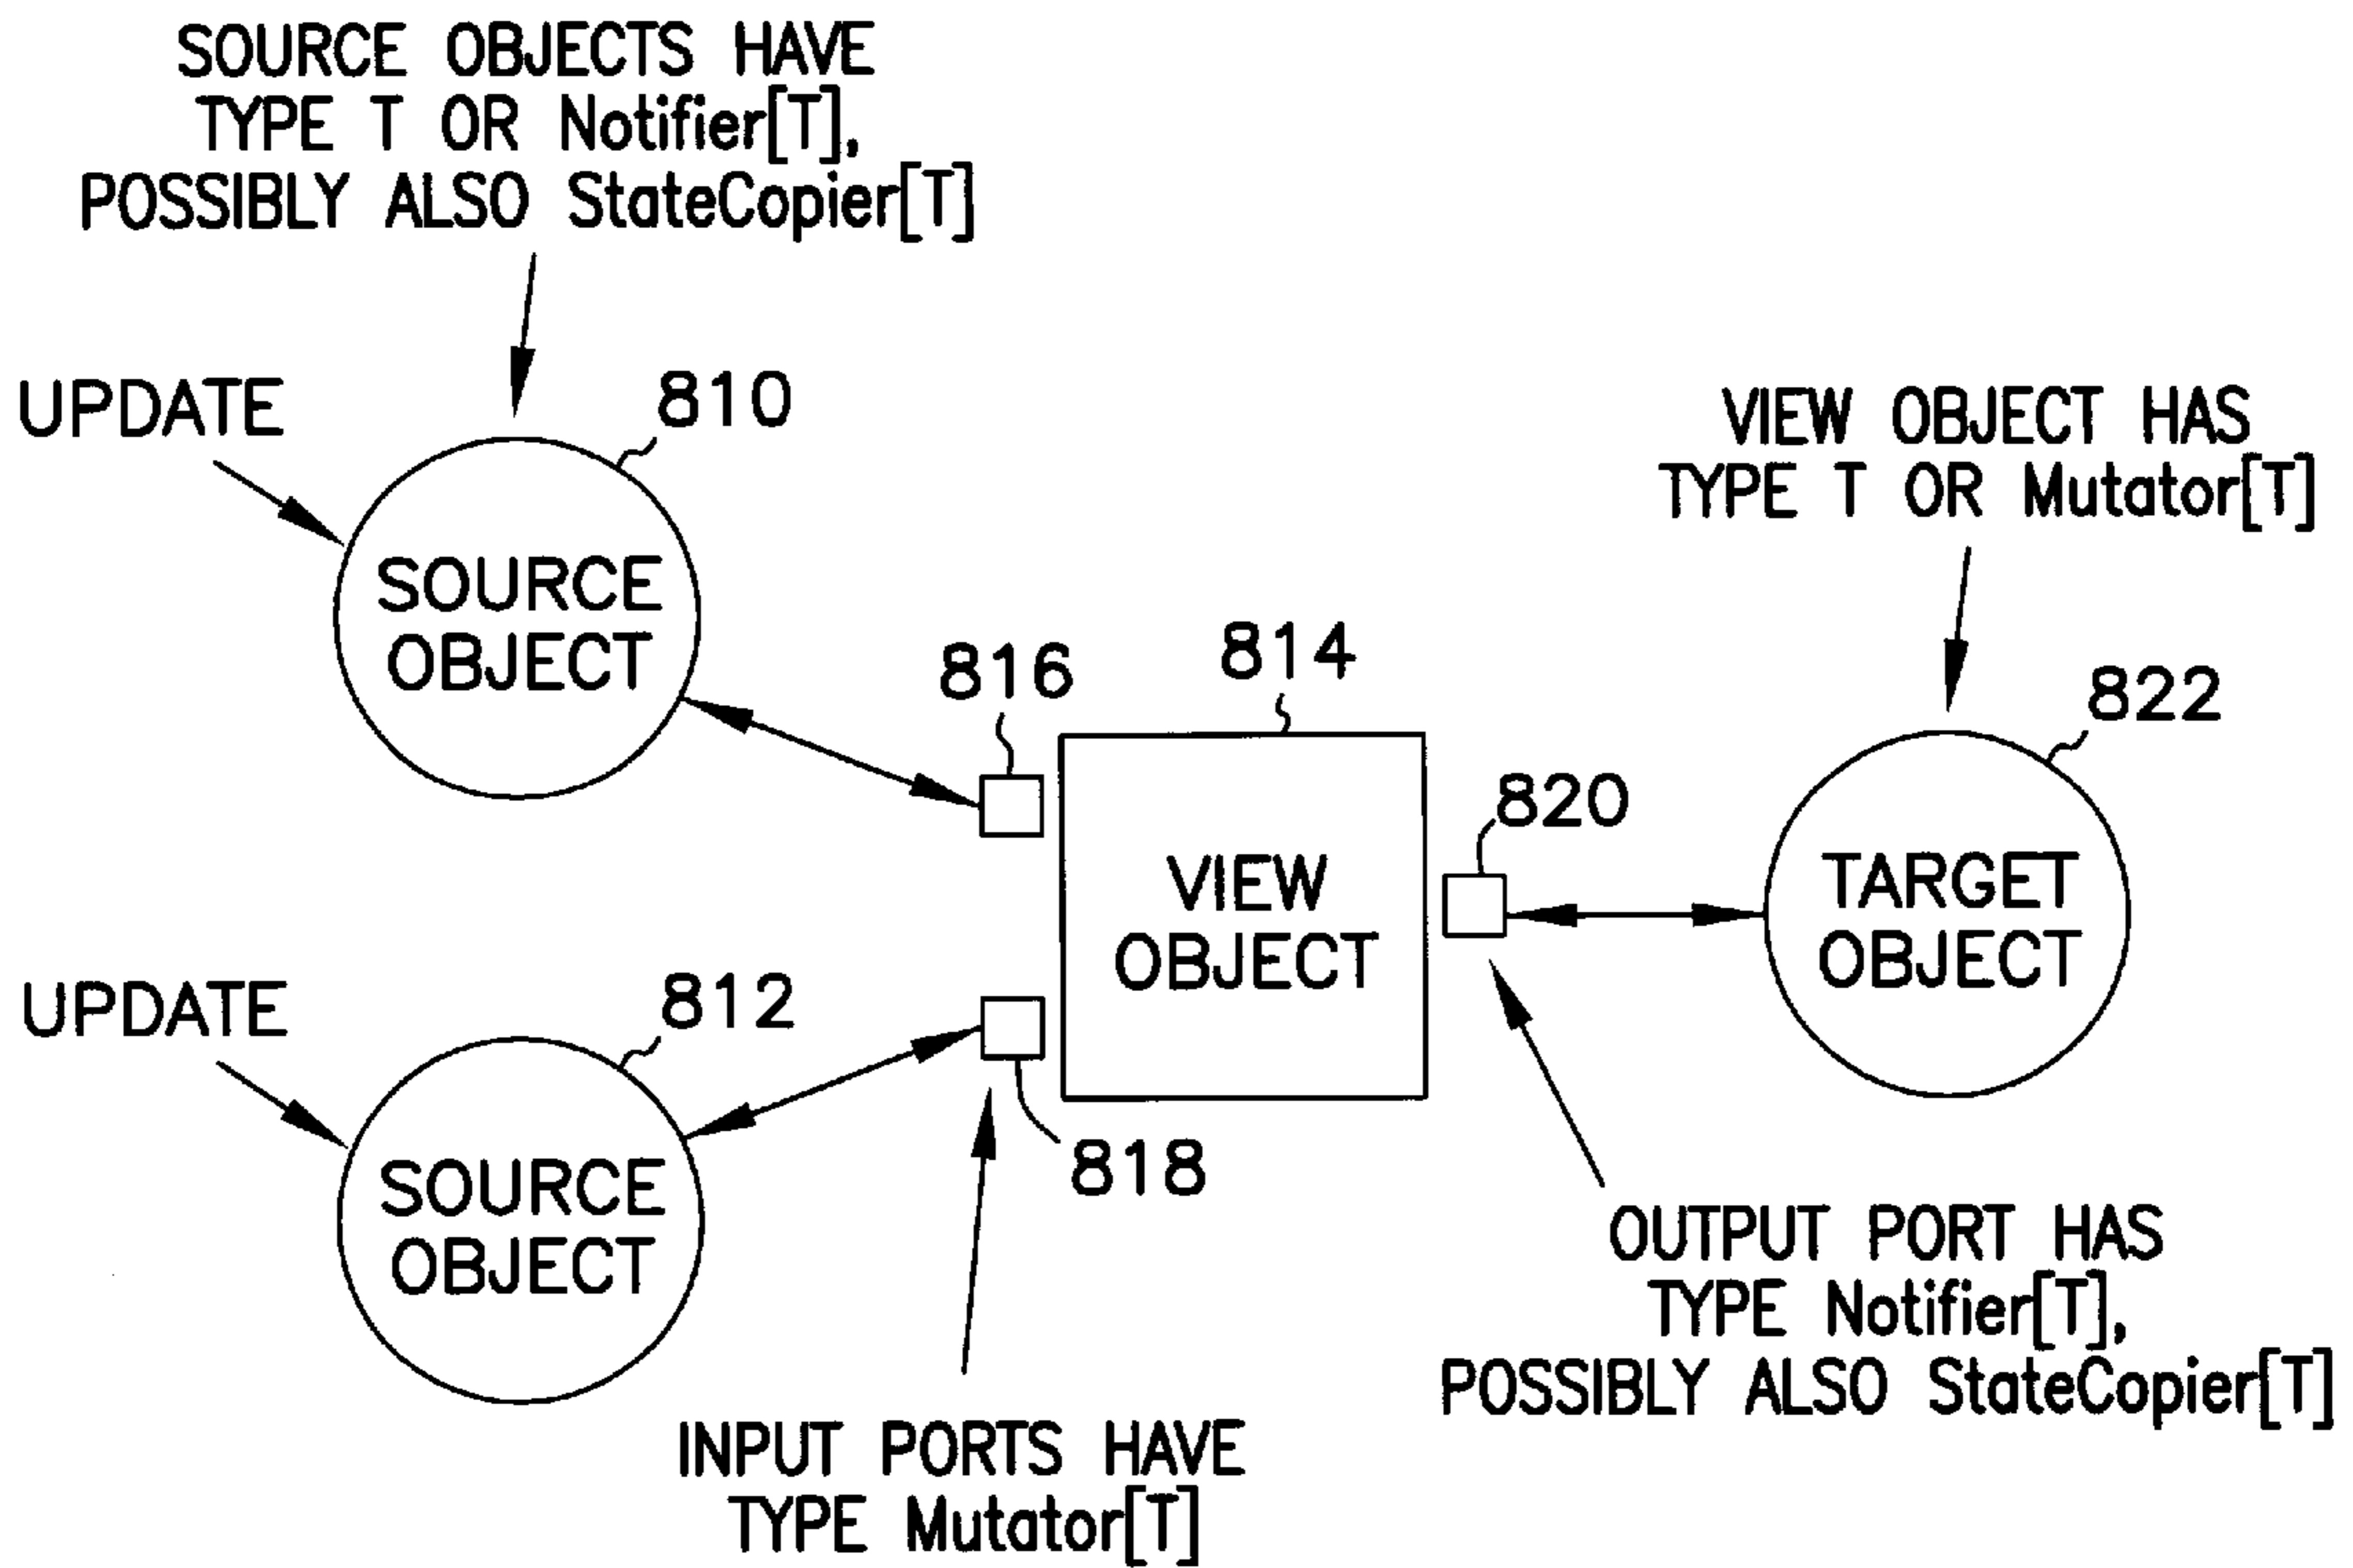 SOURCE OBJECTS HAVE
TYPE T OR Notifier[T],
POSSIBLY ALSO StateCopier[T]
UPDATE
810
SOURCE
OBJECT
VIEW OBJECT HAS
TYPE T OR Mutator[T]
816
814
822
820
VIEW
OBJECT
TARGET
OBJECT
UPDATE
812
818
SOURCE
OBJECT
OUTPUT PORT HAS
TYPE Notifier[T],
POSSIBLY ALSO StateCopier[T]
INPUT PORTS HAVE
TYPE Mutator[T]